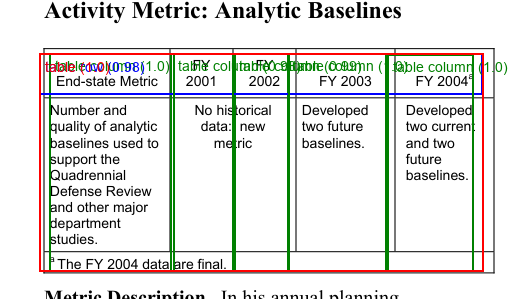 Activity Metric: Analytic Baselines
table (1.0)
table row (0.98)
table column (1.0)
table column (0.99)
table column (1.0)
table column (1.0)
End-state Metric
FY 2001
FY 2002
FY 2003
FY 2004ª
Number and
quality of analytic
baselines used to
support the
Quadrennial
Defense Review
and other major
department
studies.
No historical
data: new
metric
Developed
two future
baselines.
Developed
two current
and two
future
baselines.
ª The FY 2004 data are final.
Metric Description. In his annual planning